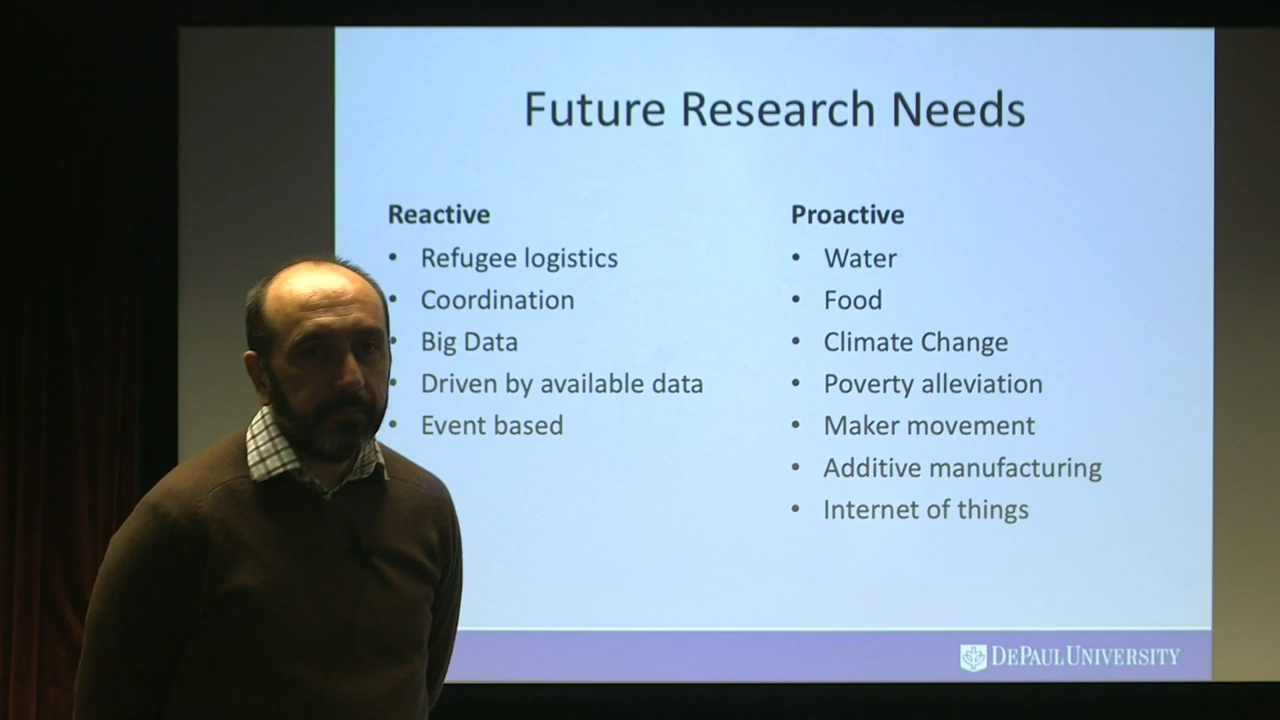 Future Research Needs
Reactive
• Refugee logistics
• Coordination
• Big Data
• Driven by available data
• Event based
Proactive
• Water
• Food
• Climate Change
• Poverty alleviation
• Maker movement
• Additive manufacturing
• Internet of things
DEPAUL UNIVERSITY